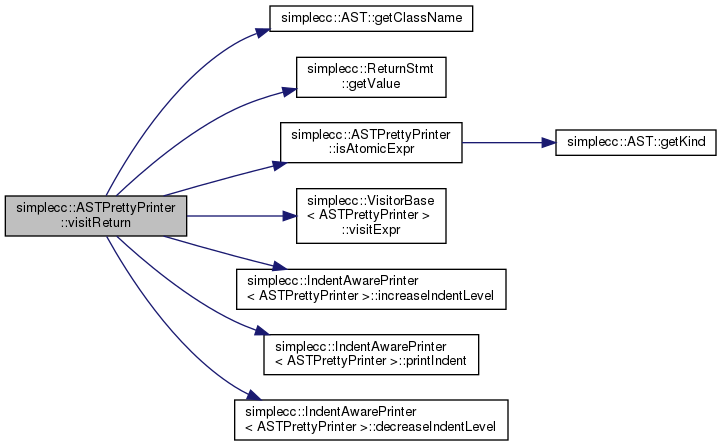 simplecc::AST::getClassName
simplecc::ReturnStmt
::getValue
simplecc::ASTPrettyPrinter
::isAtomicExpr
simplecc::AST::getKind
simplecc::ASTPrettyPrinter
::visitReturn
simplecc::VisitorBase
< ASTPrettyPrinter >
::visitExpr
simplecc::IndentAwarePrinter
< ASTPrettyPrinter >::increaseIndentLevel
simplecc::IndentAwarePrinter
< ASTPrettyPrinter >::printIndent
simplecc::IndentAwarePrinter
< ASTPrettyPrinter >::decreaseIndentLevel